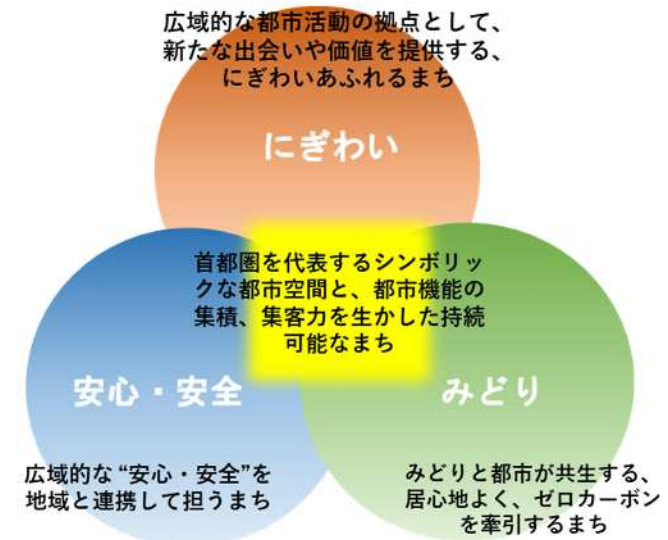 広域的な都市活動の拠点として、
新たな出会いや価値を提供する、
にぎわいあふれるまち
にぎわい
首都圏を代表するシンボリッ
クな都市空間と、都市機能の
集積、集客力を生かした持続
可能なまち
安心・安全
みどり
広域的な“安心・安全”を
地域と連携して担うまち
みどりと都市が共生する、
居心地よく、ゼロカーボン
を牽引するまち